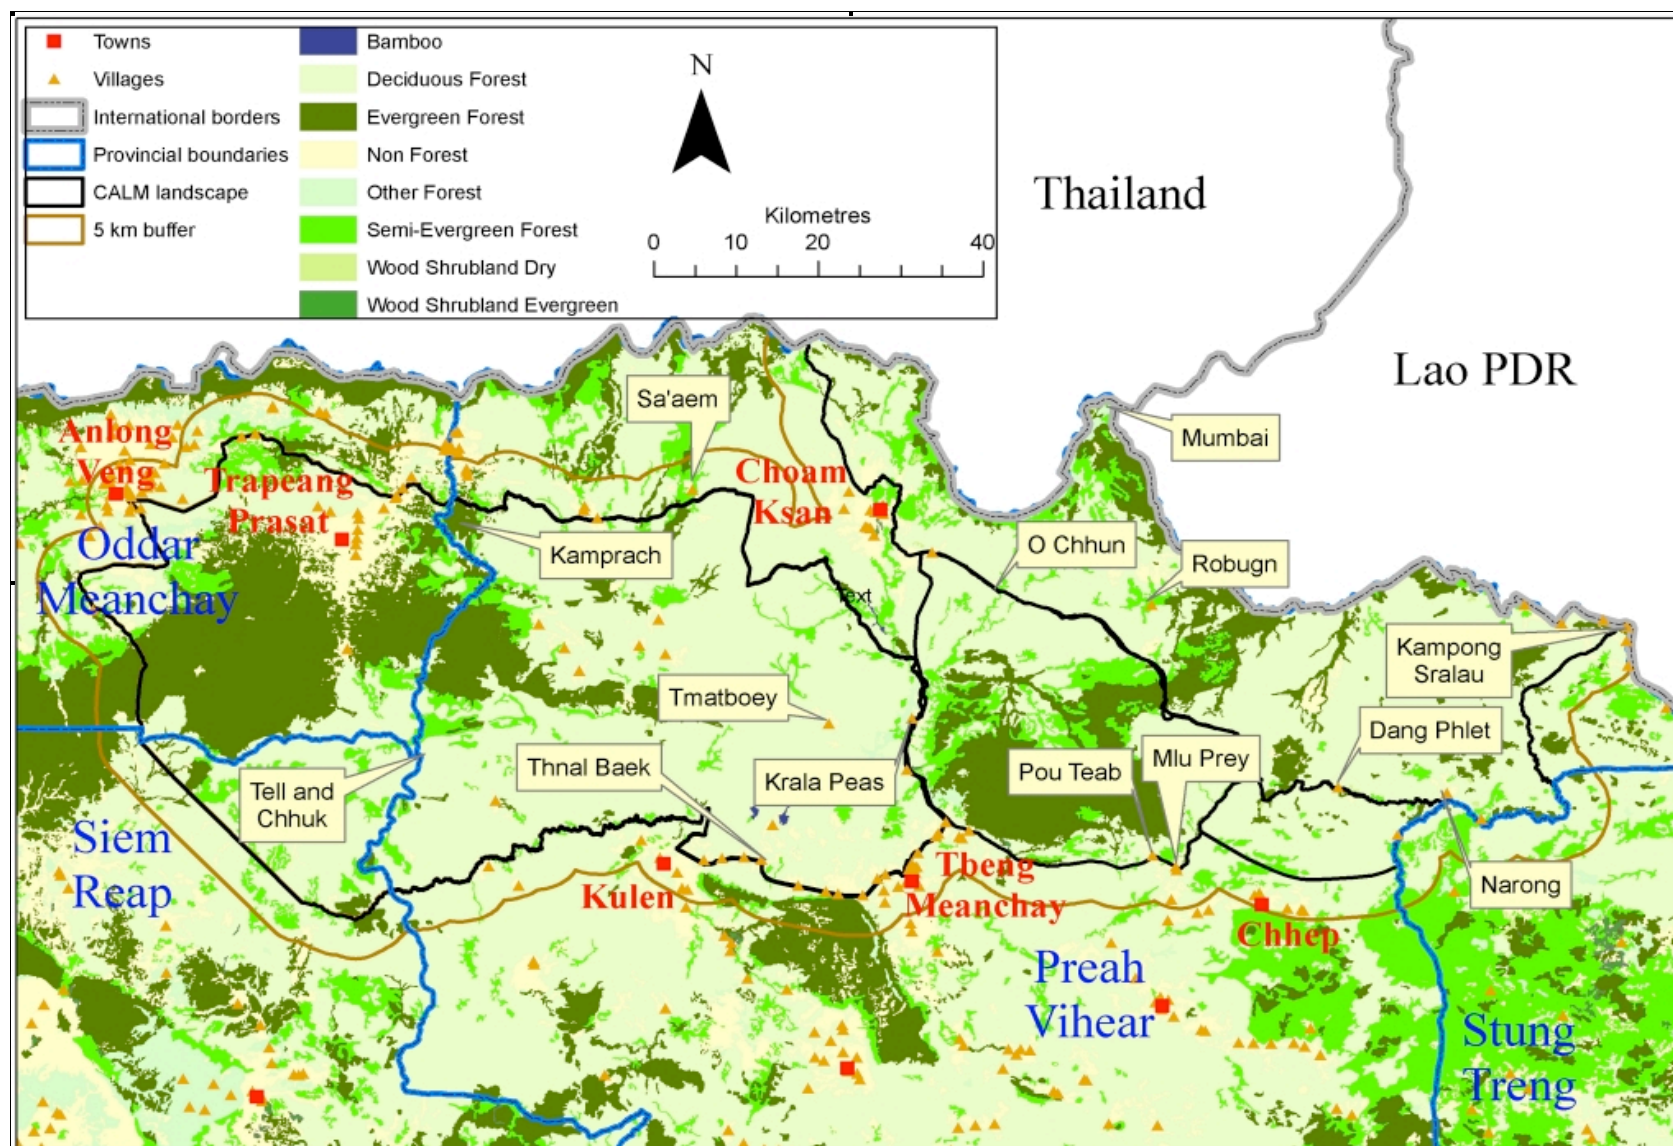 Towns
Villages
International borders
Provincial boundaries
CALM landscape
5 km buffer
Bamboo
Deciduous Forest
Evergreen Forest
Non Forest
Other Forest
Semi-Evergreen Forest
Wood Shrubland Dry
Wood Shrubland Evergreen
N
Kilometres
0 10 20 40
Thailand
Lao PDR
Sa'aem
Mumbai
Anlong
Veng
Trapeang
Prasat
Choam
Ksan
Oddar
Meanchay
Kamprach
O Chhun
Robugn
Text
Kampong
Sralau
Tmatboey
Dang Phlet
Thnal Baek
Krala Peas
Pou Teab
Mlu Prey
Tell and
Chhuk
Siem
Reap
Kulen
Tbeng
Meanchay
Narong
Chhep
Preah
Vihear
Stung
Treng